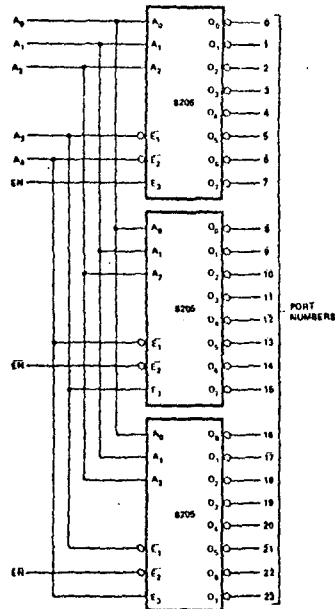 A0 A0 O0 0
A1 A1 O1 1
A2 A2 O2 2
O3 3
8205 O4 4
A3 E1 O5 5
A4 E2 O6 6
EN E3 O7 7
A0 O0 8
A1 O1 9
A2 O2 10
O3 11
8205 O4 12
E1 O5 13
EN E2 O6 14
E3 O7 15
PORT
NUMBERS
A0 O0 16
A1 O1 17
A2 O2 18
O3 19
8205 O4 20
E1 O5 21
EN E2 O6 22
E3 O7 23